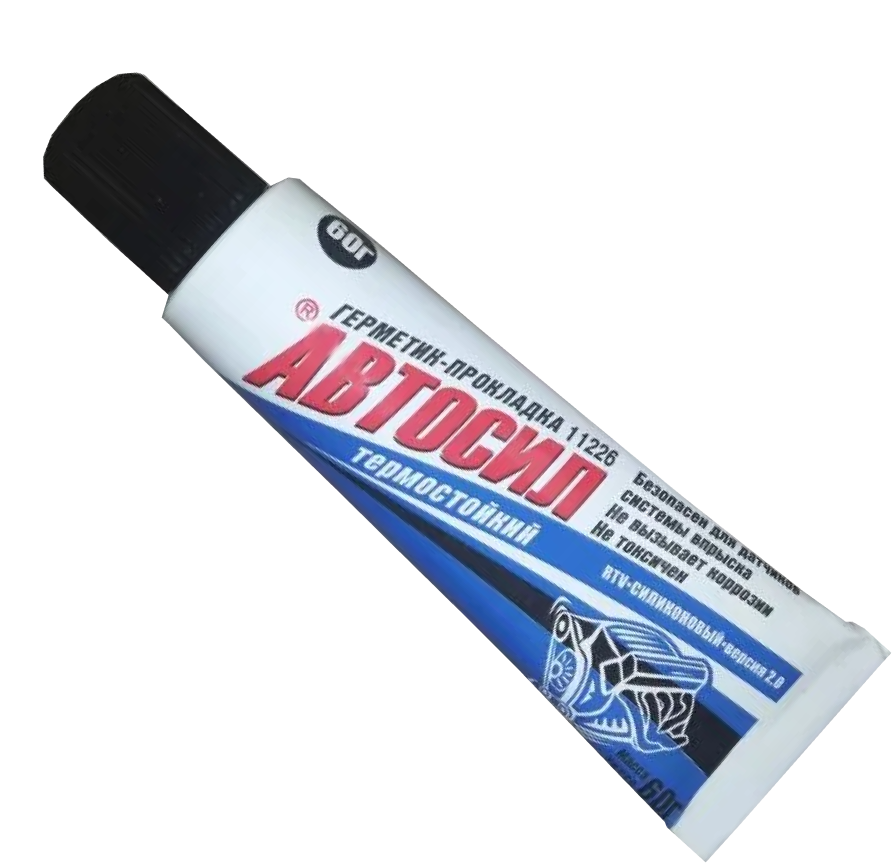 60г
ГЕРМЕТИК-ПРОКЛАДКА 11226
®
АВТОСИЛ
термостойкий
Безопасен для датчиков
системы впрыска
Не вызывает коррозии
Не токсичен
RTV-силиконовый-версия 2.0
масса
60г